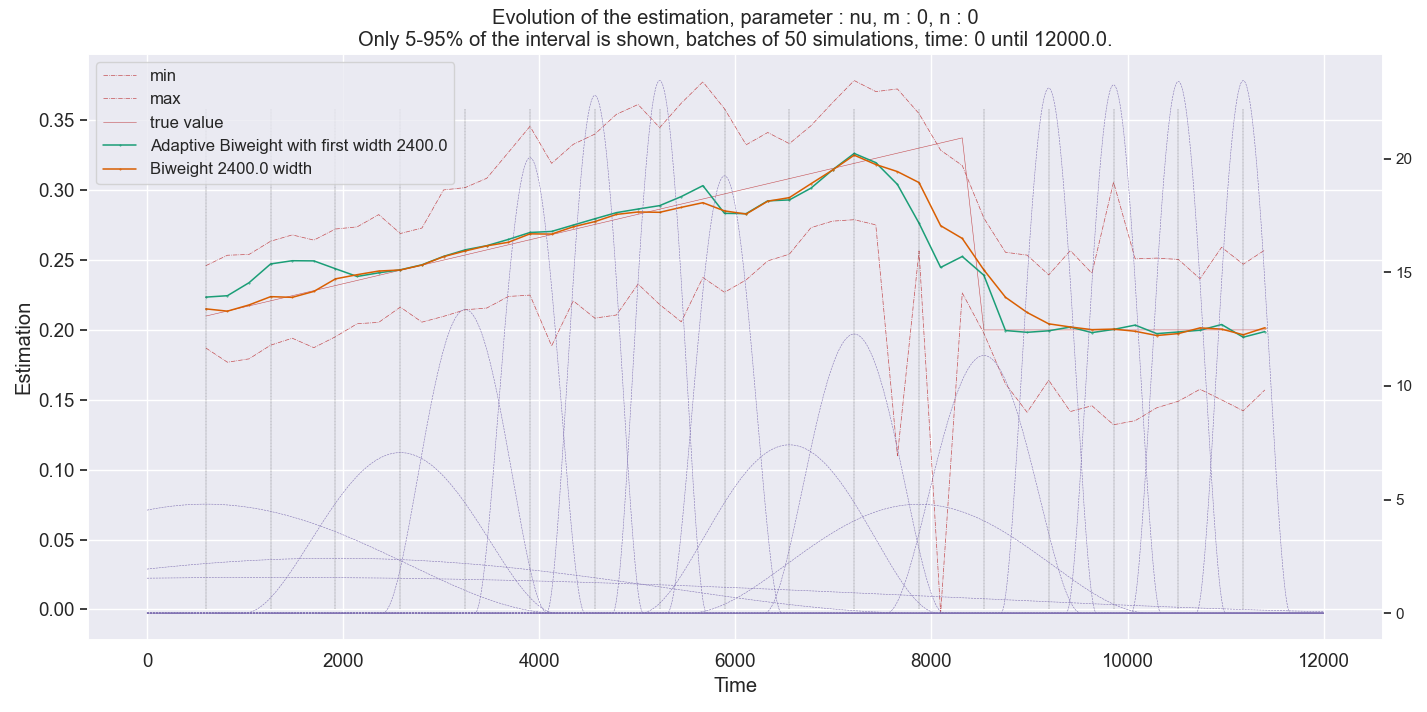 Evolution of the estimation, parameter : nu, m : 0, n : 0
Only 5-95% of the interval is shown, batches of 50 simulations, time: 0 until 12000.0.
min
max
true value
Adaptive Biweight with first width 2400.0
Biweight 2400.0 width
Estimation
0.35
0.30
0.25
0.20
0.15
0.10
0.05
0.00
20
15
10
5
0
0 2000 4000 6000 8000 10000 12000
Time